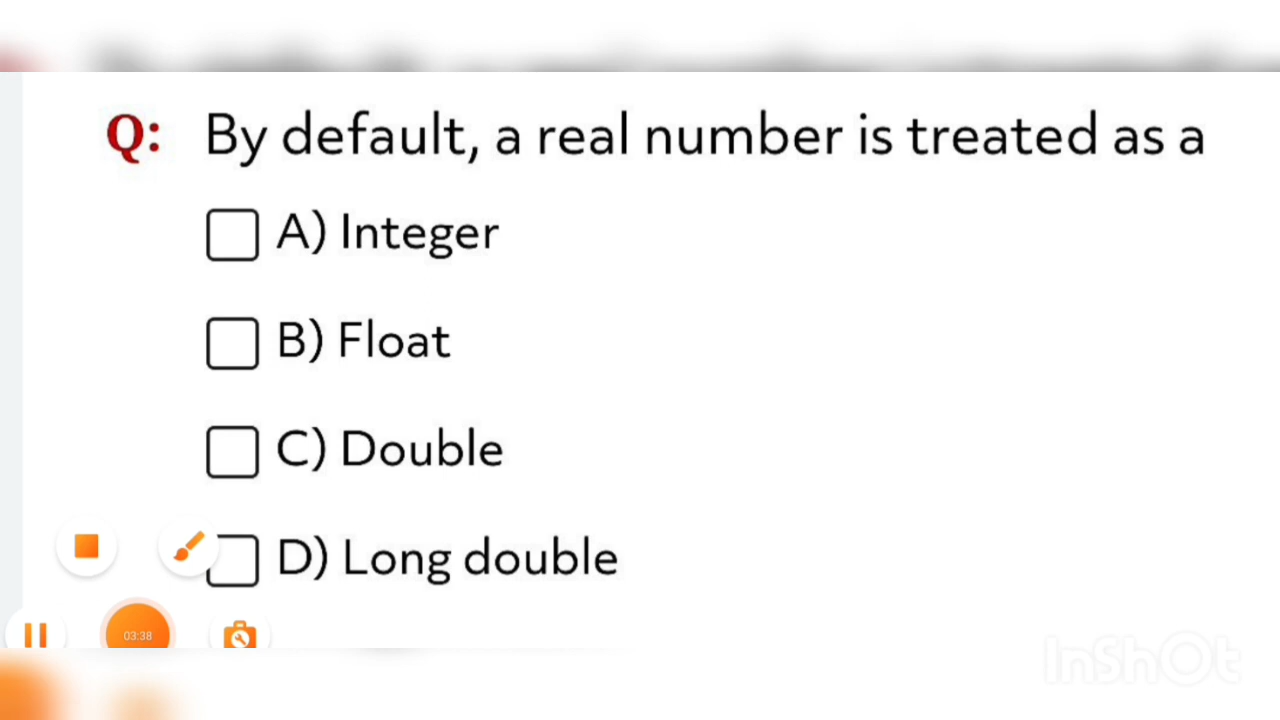 Q: By default, a real number is treated as a
A) Integer
B) Float
C) Double
D) Long double
03:38
InShOt